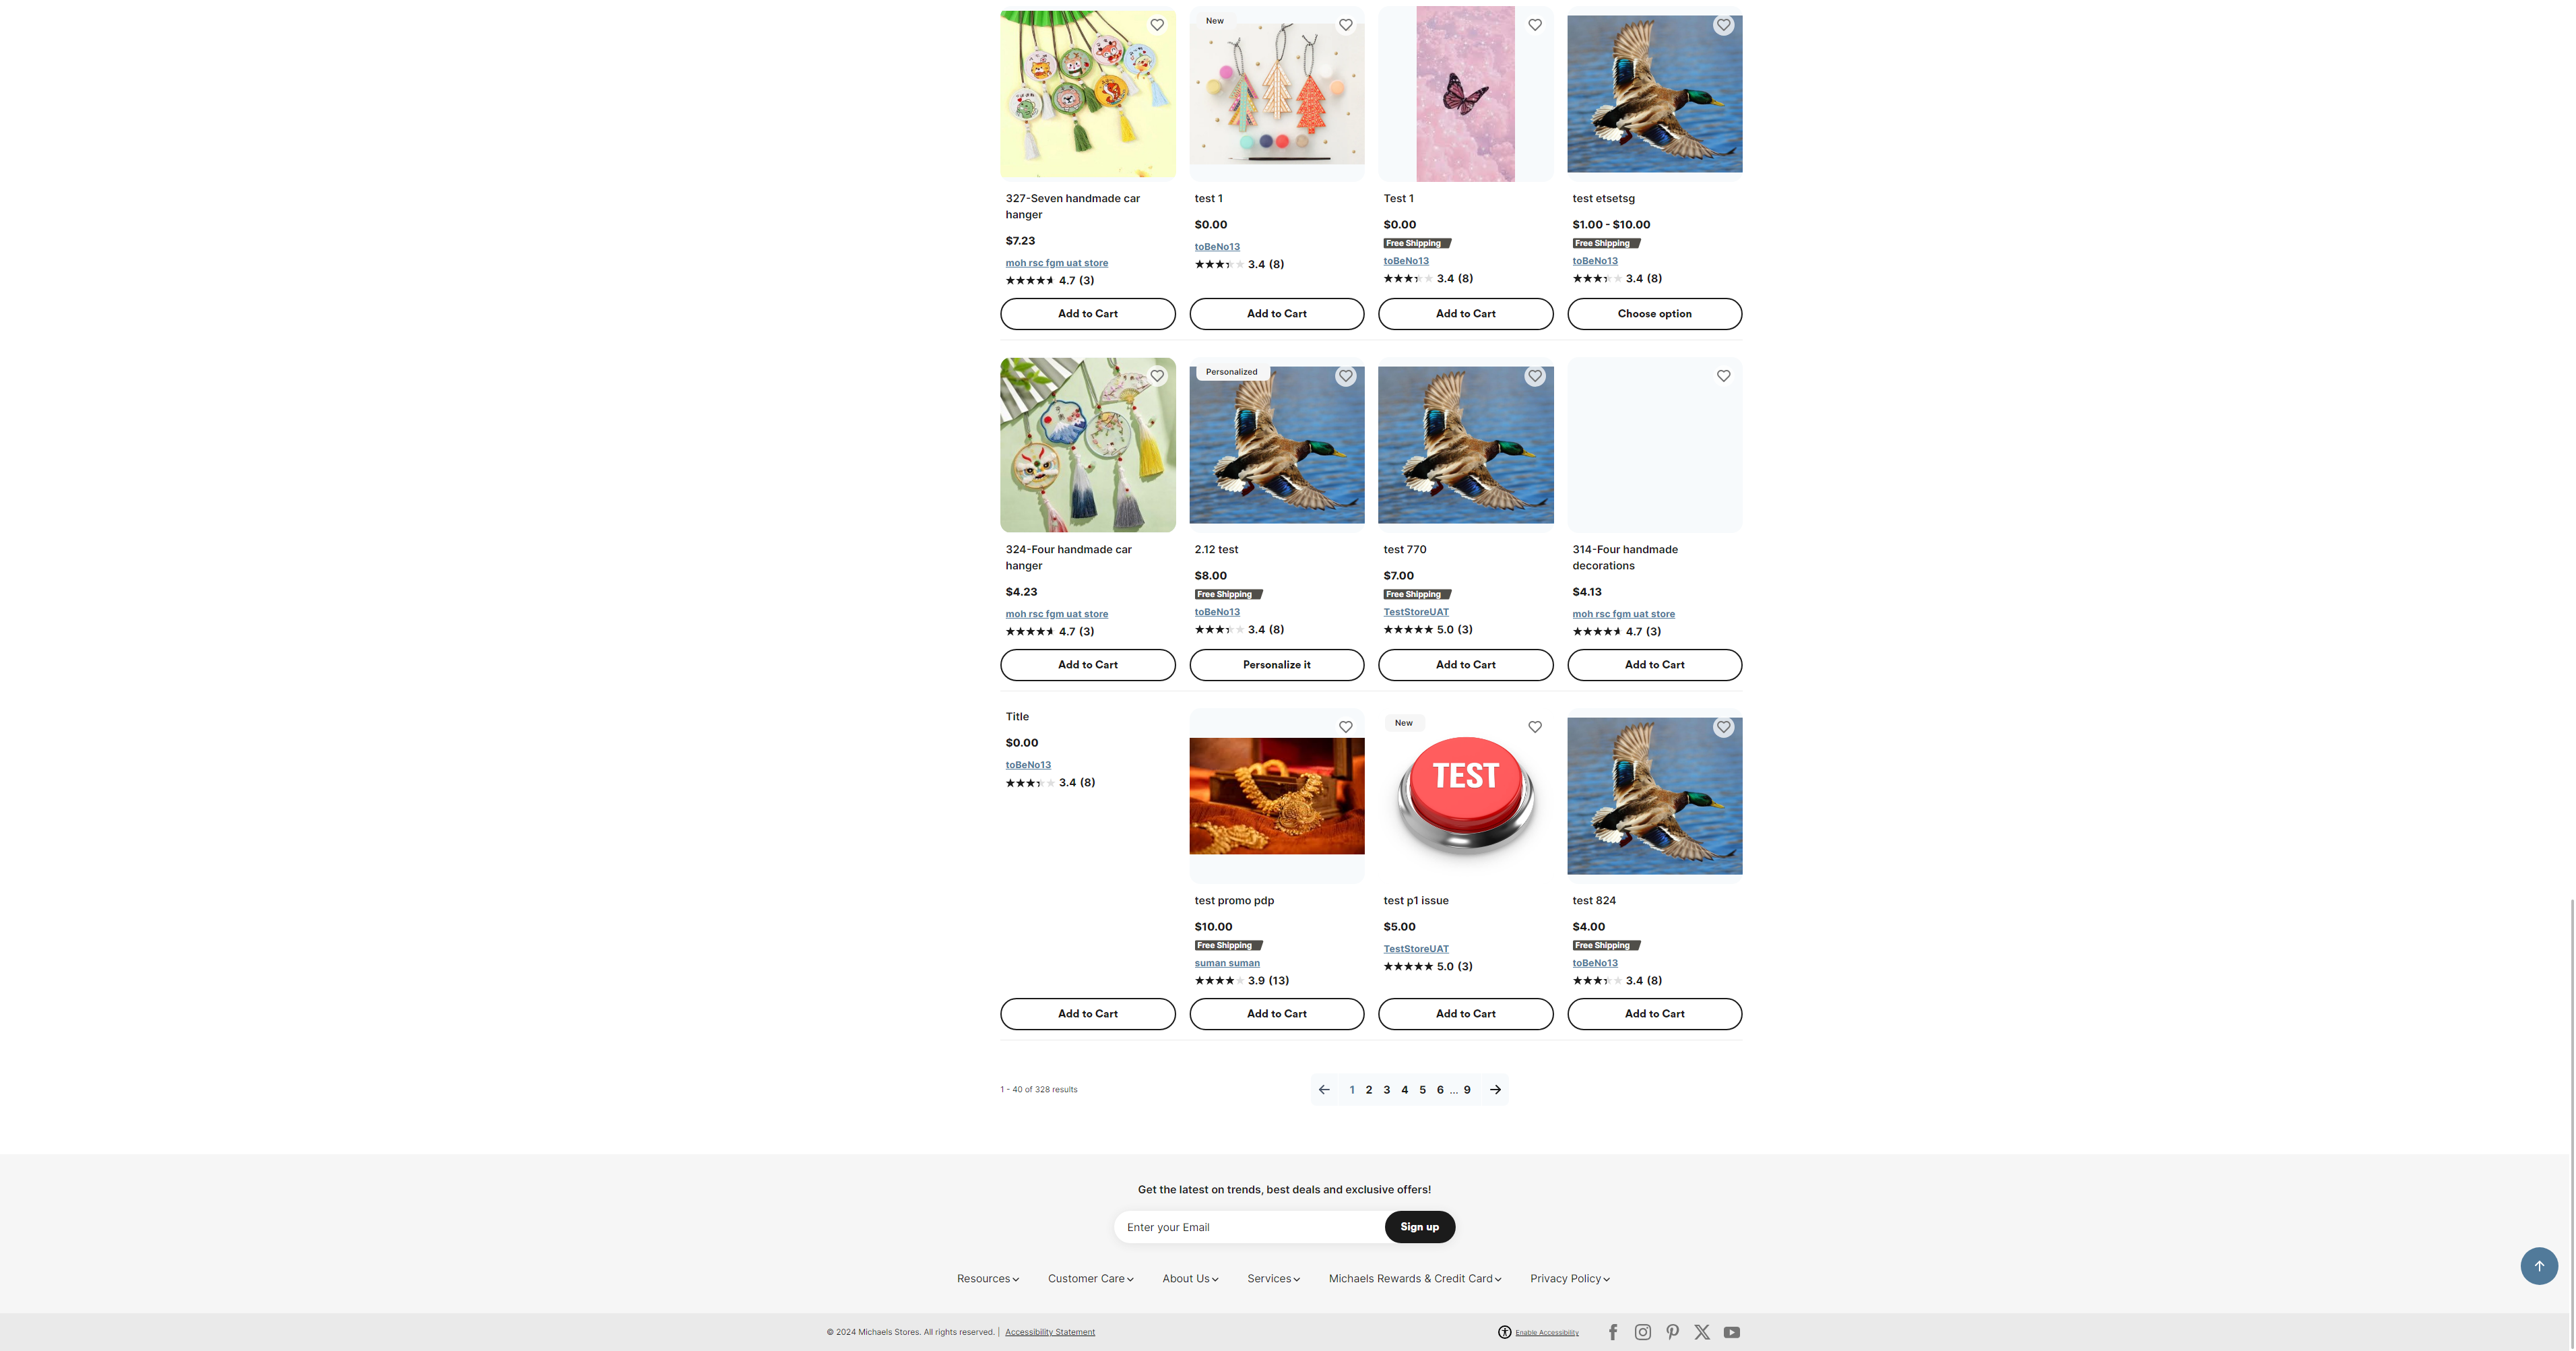 New
327-Seven handmade car
hanger
$7.23
moh rsc fgm uat store
4.7 (3)
Add to Cart
test 1
$0.00
toBeNo13
3.4 (8)
Add to Cart
Test 1
$0.00
Free Shipping
toBeNo13
3.4 (8)
Add to Cart
test etsetsg
$1.00 - $10.00
Free Shipping
toBeNo13
3.4 (8)
Choose option
324-Four handmade car
hanger
$4.23
moh rsc fgm uat store
4.7 (3)
Add to Cart
Personalized
2.12 test
$8.00
Free Shipping
toBeNo13
3.4 (8)
Personalize it
test 770
$7.00
Free Shipping
TestStoreUAT
5.0 (3)
Add to Cart
314-Four handmade
decorations
$4.13
moh rsc fgm uat store
4.7 (3)
Add to Cart
Title
$0.00
toBeNo13
3.4 (8)
Add to Cart
test promo pdp
$10.00
Free Shipping
suman suman
3.9 (13)
Add to Cart
New
TEST
test p1 issue
$5.00
TestStoreUAT
5.0 (3)
Add to Cart
test 824
$4.00
Free Shipping
toBeNo13
3.4 (8)
Add to Cart
1 - 40 of 328 results
1 2 3 4 5 6 ... 9
Get the latest on trends, best deals and exclusive offers!
Enter your Email
Sign up
Resources Customer Care About Us Services Michaels Rewards & Credit Card Privacy Policy
© 2024 Michaels Stores. All rights reserved. | Accessibility Statement
Enable Accessibility